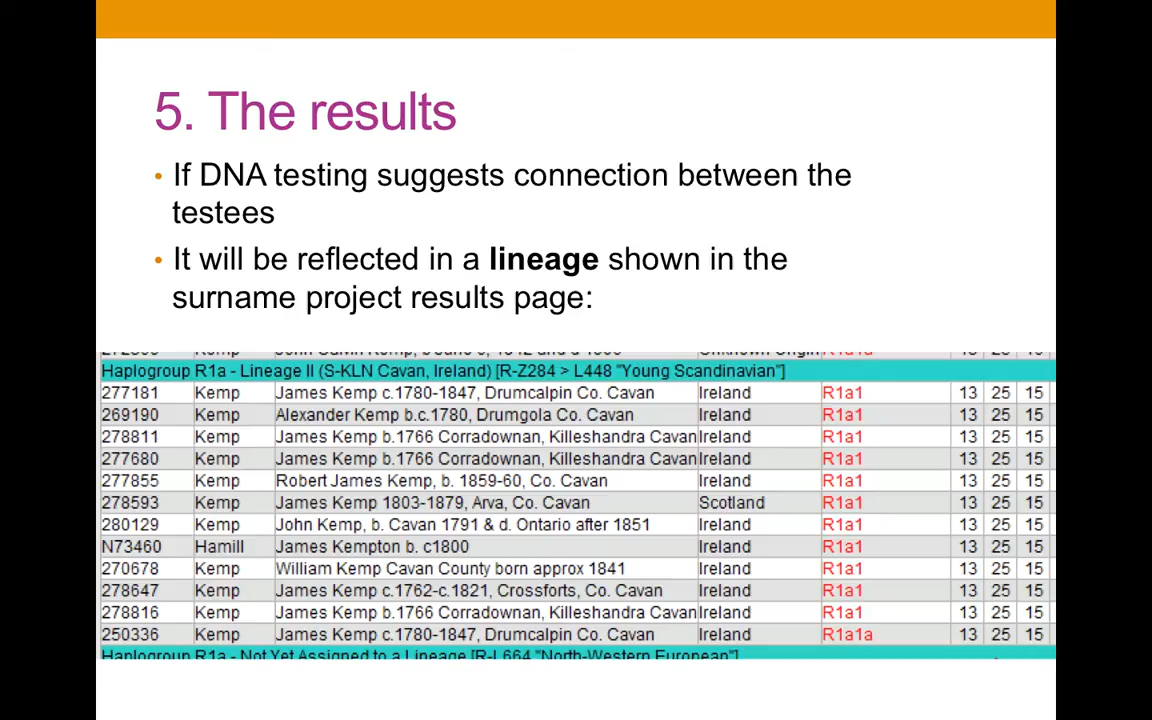 5. The results
• If DNA testing suggests connection between the
testees
• It will be reflected in a lineage shown in the
surname project results page:
Haplogroup R1a - Lineage II (S-KLN Cavan, Ireland) [R-Z284 > L448 "Young Scandinavian"]
277181 Kemp James Kemp c.1780-1847, Drumcalpin Co. Cavan Ireland R1a1 13 25 15
269190 Kemp Alexander Kemp b.c.1780, Drumgola Co. Cavan Ireland R1a1 13 25 15
278811 Kemp James Kemp b.1766 Corradownan, Killeshandra Cavan Ireland R1a1 13 25 15
277680 Kemp James Kemp b.1766 Corradownan, Killeshandra Cavan Ireland R1a1 13 25 15
277855 Kemp Robert James Kemp, b. 1859-60, Co. Cavan Ireland R1a1 13 25 15
278593 Kemp James Kemp 1803-1879, Arva, Co. Cavan Scotland R1a1 13 25 15
280129 Kemp John Kemp, b. Cavan 1791 & d. Ontario after 1851 Ireland R1a1 13 25 15
N73460 Hamill James Kempton b. c1800 Ireland R1a1 13 25 15
270678 Kemp William Kemp Cavan County born approx 1841 Ireland R1a1 13 25 15
278647 Kemp James Kemp c.1762-c.1821, Crossforts, Co. Cavan Ireland R1a1 13 25 15
278816 Kemp James Kemp b.1766 Corradownan, Killeshandra Cavan Ireland R1a1 13 25 15
250336 Kemp James Kemp c.1780-1847, Drumcalpin Co. Cavan Ireland R1a1a 13 25 15
Haplogroup R1a - Not Yet Assigned to a Lineage [R-L664 "North-Western European"]